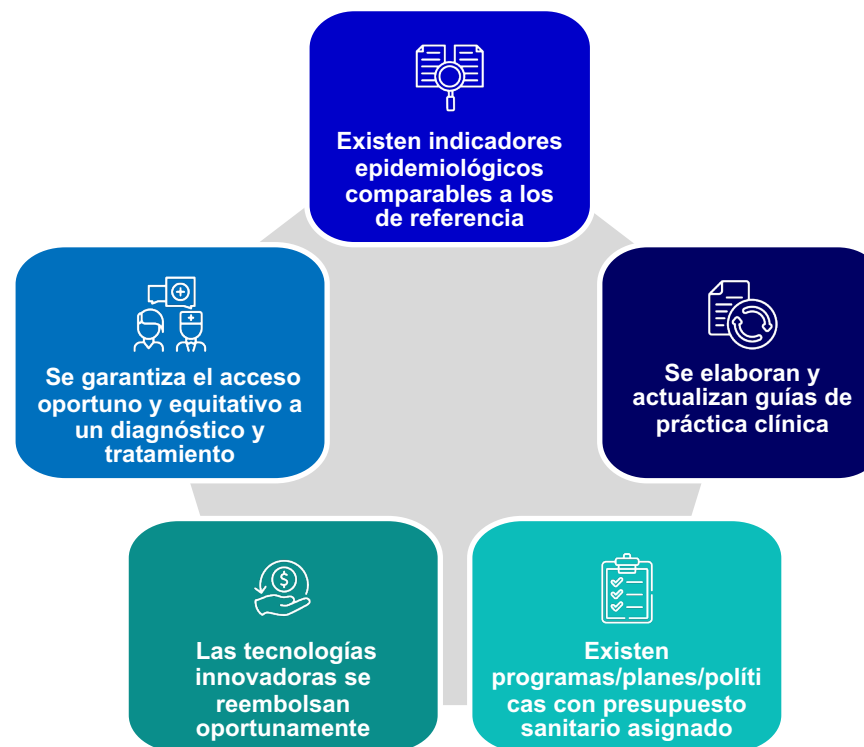 Existen indicadores
epidemiológicos
comparables a los
de referencia
Se garantiza el acceso
oportuno y equitativo a
un diagnóstico y
tratamiento
Se elaboran y
actualizan guías de
práctica clínica
Las tecnologías
innovadoras se
reembolsan
oportunamente
Existen
programas/planes/políti
cas con presupuesto
sanitario asignado